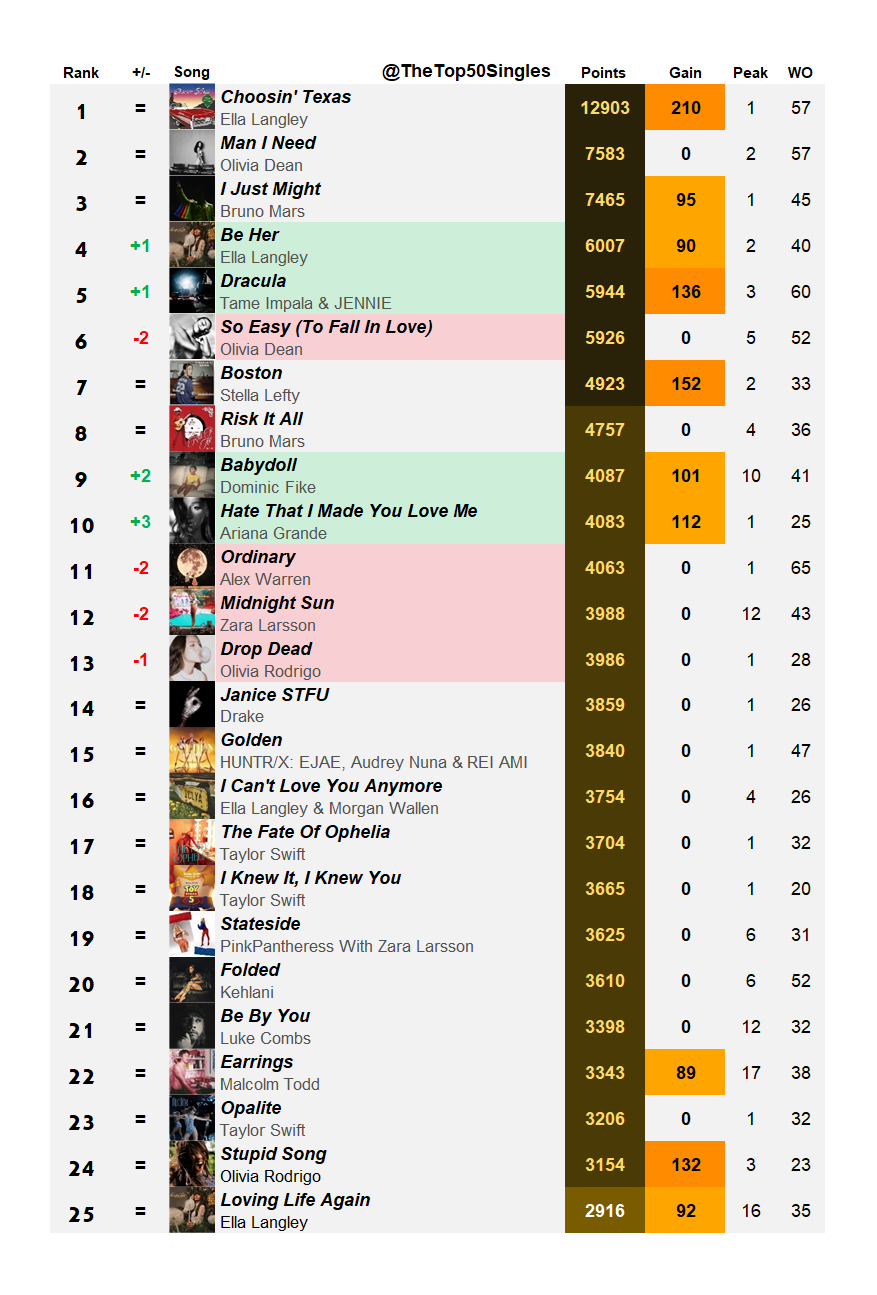 Rank +/- Song @TheTop50Singles Points Gain Peak WO
1 = Choosin' Texas 12903 210 1 57
Ella Langley
2 = Man I Need 7583 0 2 57
Olivia Dean
3 = I Just Might 7465 95 1 45
Bruno Mars
4 +1 Be Her 6007 90 2 40
Ella Langley
5 +1 Dracula 5944 136 3 60
Tame Impala & JENNIE
6 -2 So Easy (To Fall In Love) 5926 0 5 52
Olivia Dean
7 = Boston 4923 152 2 33
Stella Lefty
8 = Risk It All 4757 0 4 36
Bruno Mars
9 +2 Babydoll 4087 101 10 41
Dominic Fike
10 +3 Hate That I Made You Love Me 4083 112 1 25
Ariana Grande
11 -2 Ordinary 4063 0 1 65
Alex Warren
12 -2 Midnight Sun 3988 0 12 43
Zara Larsson
13 -1 Drop Dead 3986 0 1 28
Olivia Rodrigo
14 = Janice STFU 3859 0 1 26
Drake
15 = Golden 3840 0 1 47
HUNTR/X: EJAE, Audrey Nuna & REI AMI
16 = I Can't Love You Anymore 3754 0 4 26
Ella Langley & Morgan Wallen
17 = The Fate Of Ophelia 3704 0 1 32
Taylor Swift
18 = I Knew It, I Knew You 3665 0 1 20
Taylor Swift
19 = Stateside 3625 0 6 31
PinkPantheress With Zara Larsson
20 = Folded 3610 0 6 52
Kehlani
21 = Be By You 3398 0 12 32
Luke Combs
22 = Earrings 3343 89 17 38
Malcolm Todd
23 = Opalite 3206 0 1 32
Taylor Swift
24 = Stupid Song 3154 132 3 23
Olivia Rodrigo
25 = Loving Life Again 2916 92 16 35
Ella Langley